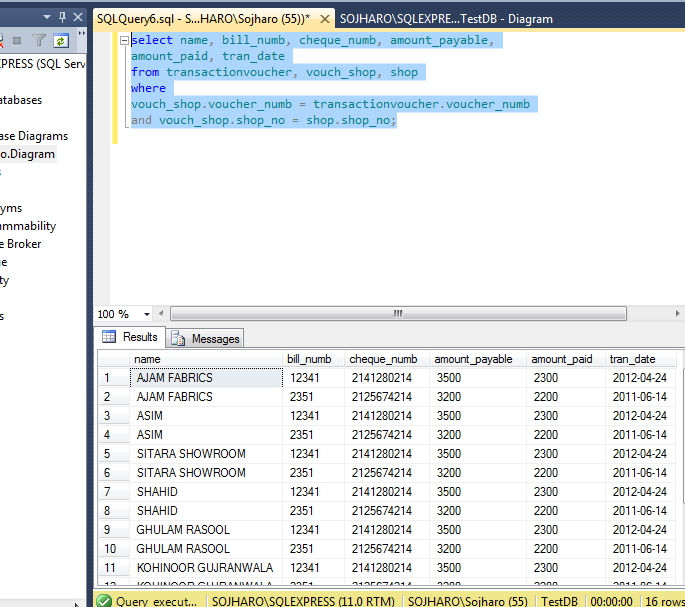 SQLQuery6.sql - S...HARO\Sojharo (55))* SOJHARO\SQLEXPRE...TestDB - Diagram
XPRESS (SQL Serv
atabases
ase Diagrams
o.Diagram
s
yms
ammability
e Broker
ge
ty
s
select name, bill_numb, cheque_numb, amount_payable,
amount_paid, tran_date
from transactionvoucher, vouch_shop, shop
where
vouch_shop.voucher_numb = transactionvoucher.voucher_numb
and vouch_shop.shop_no = shop.shop_no;
100 %
Results Messages
name bill_numb cheque_numb amount_payable amount_paid tran_date
1 AJAM FABRICS 12341 2141280214 3500 2300 2012-04-24
2 AJAM FABRICS 2351 2125674214 3200 2200 2011-06-14
3 ASIM 12341 2141280214 3500 2300 2012-04-24
4 ASIM 2351 2125674214 3200 2200 2011-06-14
5 SITARA SHOWROOM 12341 2141280214 3500 2300 2012-04-24
6 SITARA SHOWROOM 2351 2125674214 3200 2200 2011-06-14
7 SHAHID 12341 2141280214 3500 2300 2012-04-24
8 SHAHID 2351 2125674214 3200 2200 2011-06-14
9 GHULAM RASOOL 12341 2141280214 3500 2300 2012-04-24
10 GHULAM RASOOL 2351 2125674214 3200 2200 2011-06-14
11 KOHINOOR GUJRANWALA 12341 2141280214 3500 2300 2012-04-24
12 KOHINOOR GUJRANWALA 2351 2125674214 3200 2200 2011-06-14
Query execut... SOJHARO\SQLEXPRESS (11.0 RTM) SOJHARO\Sojharo (55) TestDB 00:00:00 16 rows